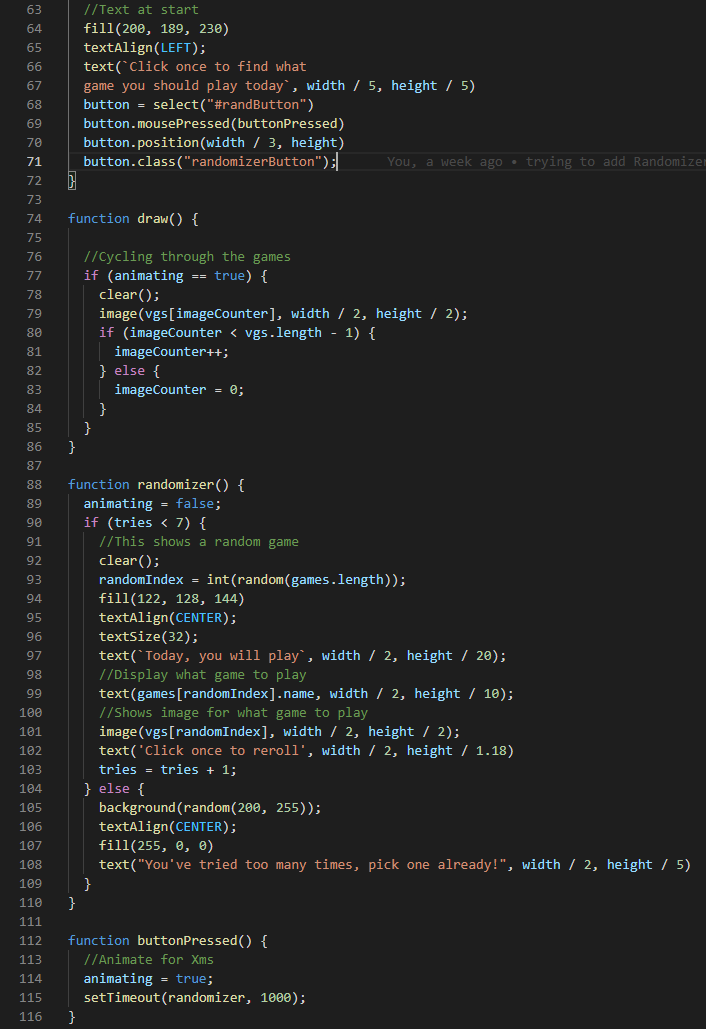 63 //Text at start
64 fill(200, 189, 230)
65 textAlign(LEFT);
66 text(`Click once to find what
67 game you should play today`, width / 5, height / 5)
68 button = select("#randButton")
69 button.mousePressed(buttonPressed)
70 button.position(width / 3, height)
71 button.class("randomizerButton"); You, a week ago • trying to add Randomizer
72 }
73
74 function draw() {
75
76 //Cycling through the games
77 if (animating == true) {
78 clear();
79 image(vgs[imageCounter], width / 2, height / 2);
80 if (imageCounter < vgs.length - 1) {
81 imageCounter++;
82 } else {
83 imageCounter = 0;
84 }
85 }
86 }
87
88 function randomizer() {
89 animating = false;
90 if (tries < 7) {
91 //This shows a random game
92 clear();
93 randomIndex = int(random(games.length));
94 fill(122, 128, 144)
95 textAlign(CENTER);
96 textSize(32);
97 text(`Today, you will play`, width / 2, height / 20);
98 //Display what game to play
99 text(games[randomIndex].name, width / 2, height / 10);
100 //Shows image for what game to play
101 image(vgs[randomIndex], width / 2, height / 2);
102 text('Click once to reroll', width / 2, height / 1.18)
103 tries = tries + 1;
104 } else {
105 background(random(200, 255));
106 textAlign(CENTER);
107 fill(255, 0, 0)
108 text("You've tried too many times, pick one already!", width / 2, height / 5)
109 }
110 }
111
112 function buttonPressed() {
113 //Animate for Xms
114 animating = true;
115 setTimeout(randomizer, 1000);
116 }